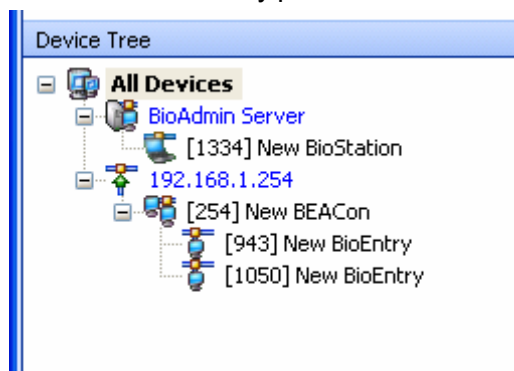 Device Tree
All Devices
BioAdmin Server
[1334] New BioStation
192.168.1.254
[254] New BEACon
[943] New BioEntry
[1050] New BioEntry